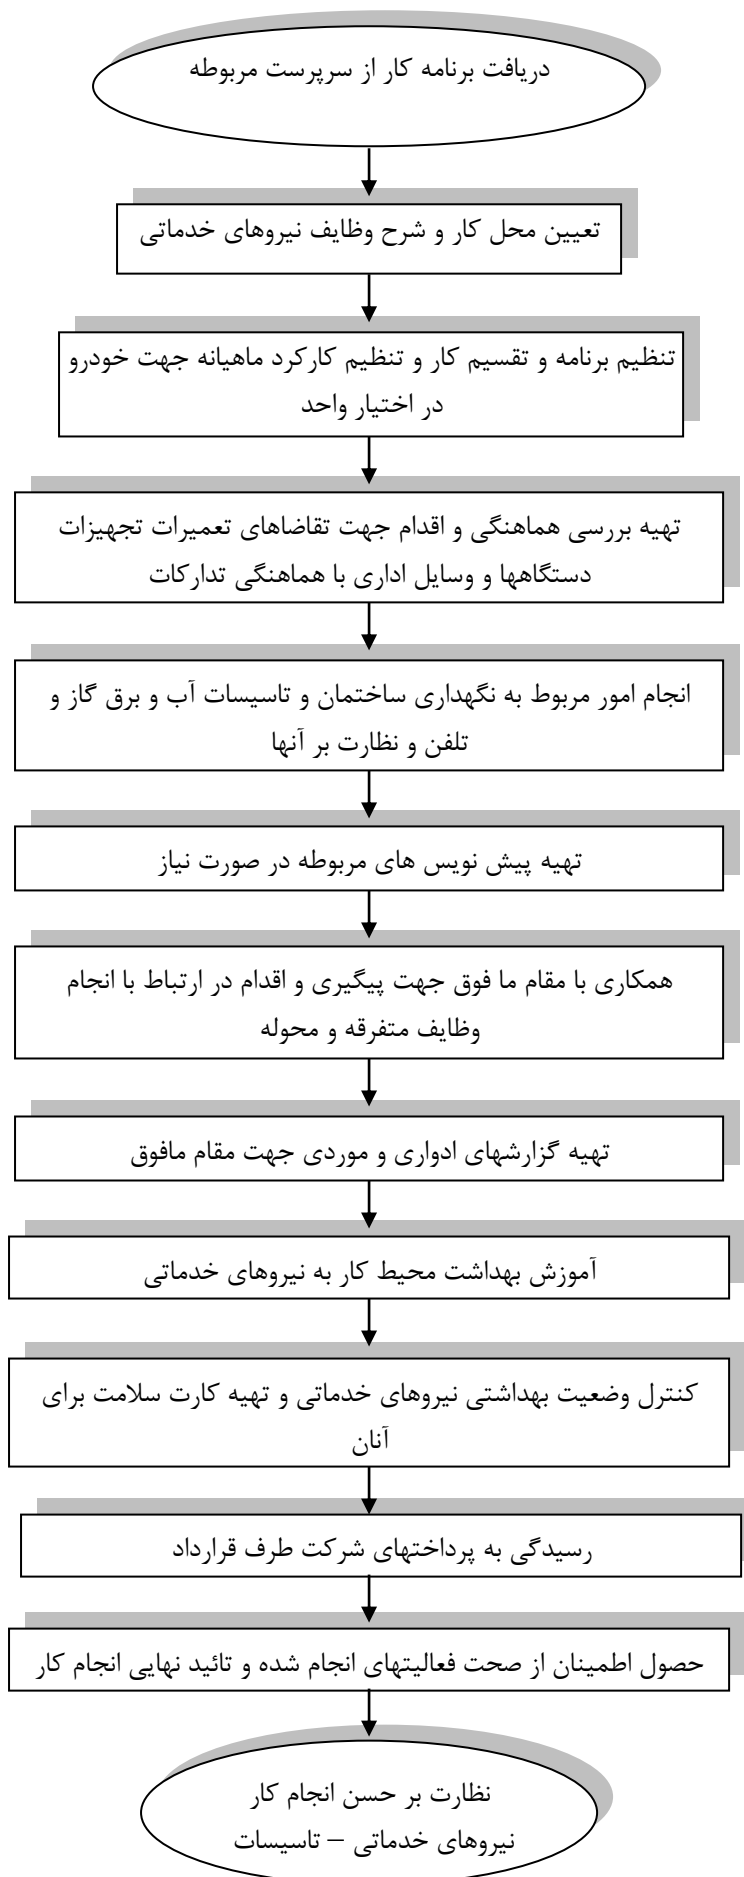 دریافت برنامه کار از سرپرست مربوطه
تعیین محل کار و شرح وظایف نیروهای خدماتی
تنظیم برنامه و تقسیم کار و تنظیم کارکرد ماهیانه جهت خودرو
در اختیار واحد
تهیه بررسی هماهنگی و اقدام جهت تقاضاهای تعمیرات تجهیزات
دستگاهها و وسایل اداری با هماهنگی تدارکات
انجام امور مربوط به نگهداری ساختمان و تاسیسات آب و برق گاز و
تلفن و نظارت بر آنها
تهیه پیش نویس های مربوطه در صورت نیاز
همکاری با مقام ما فوق جهت پیگیری و اقدام در ارتباط با انجام
وظایف متفرقه و محوله
تهیه گزارشهای ادواری و موردی جهت مقام مافوق
آموزش بهداشت محیط کار به نیروهای خدماتی
کنترل وضعیت بهداشتی نیروهای خدماتی و تهیه کارت سلامت برای
آنان
رسیدگی به پرداختهای شرکت طرف قرارداد
حصول اطمینان از صحت فعالیتهای انجام شده و تائید نهایی انجام کار
نظارت بر حسن انجام کار
نیروهای خدماتی – تاسیسات